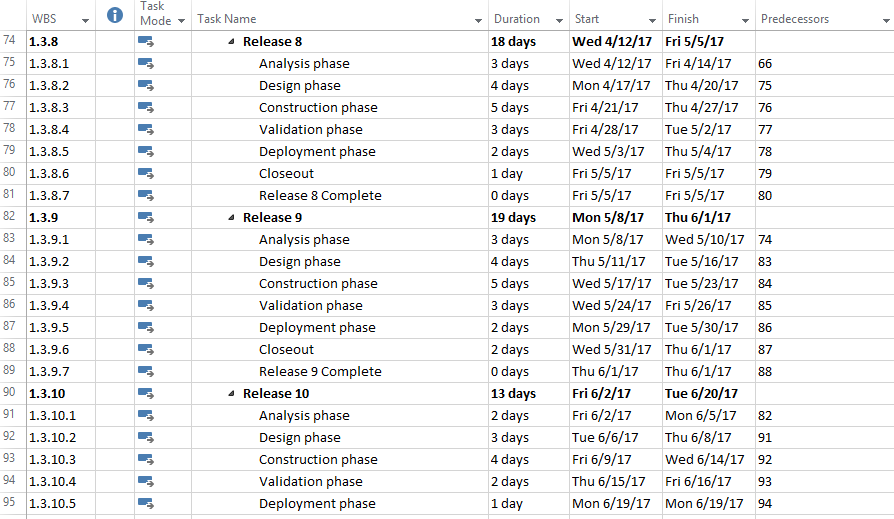 WBS Task Mode Task Name Duration Start Finish Predecessors
74 1.3.8 Release 8 18 days Wed 4/12/17 Fri 5/5/17
75 1.3.8.1 Analysis phase 3 days Wed 4/12/17 Fri 4/14/17 66
76 1.3.8.2 Design phase 4 days Mon 4/17/17 Thu 4/20/17 75
77 1.3.8.3 Construction phase 5 days Fri 4/21/17 Thu 4/27/17 76
78 1.3.8.4 Validation phase 3 days Fri 4/28/17 Tue 5/2/17 77
79 1.3.8.5 Deployment phase 2 days Wed 5/3/17 Thu 5/4/17 78
80 1.3.8.6 Closeout 1 day Fri 5/5/17 Fri 5/5/17 79
81 1.3.8.7 Release 8 Complete 0 days Fri 5/5/17 Fri 5/5/17 80
82 1.3.9 Release 9 19 days Mon 5/8/17 Thu 6/1/17
83 1.3.9.1 Analysis phase 3 days Mon 5/8/17 Wed 5/10/17 74
84 1.3.9.2 Design phase 4 days Thu 5/11/17 Tue 5/16/17 83
85 1.3.9.3 Construction phase 5 days Wed 5/17/17 Tue 5/23/17 84
86 1.3.9.4 Validation phase 3 days Wed 5/24/17 Fri 5/26/17 85
87 1.3.9.5 Deployment phase 2 days Mon 5/29/17 Tue 5/30/17 86
88 1.3.9.6 Closeout 2 days Wed 5/31/17 Thu 6/1/17 87
89 1.3.9.7 Release 9 Complete 0 days Thu 6/1/17 Thu 6/1/17 88
90 1.3.10 Release 10 13 days Fri 6/2/17 Tue 6/20/17
91 1.3.10.1 Analysis phase 2 days Fri 6/2/17 Mon 6/5/17 82
92 1.3.10.2 Design phase 3 days Tue 6/6/17 Thu 6/8/17 91
93 1.3.10.3 Construction phase 4 days Fri 6/9/17 Wed 6/14/17 92
94 1.3.10.4 Validation phase 2 days Thu 6/15/17 Fri 6/16/17 93
95 1.3.10.5 Deployment phase 1 day Mon 6/19/17 Mon 6/19/17 94